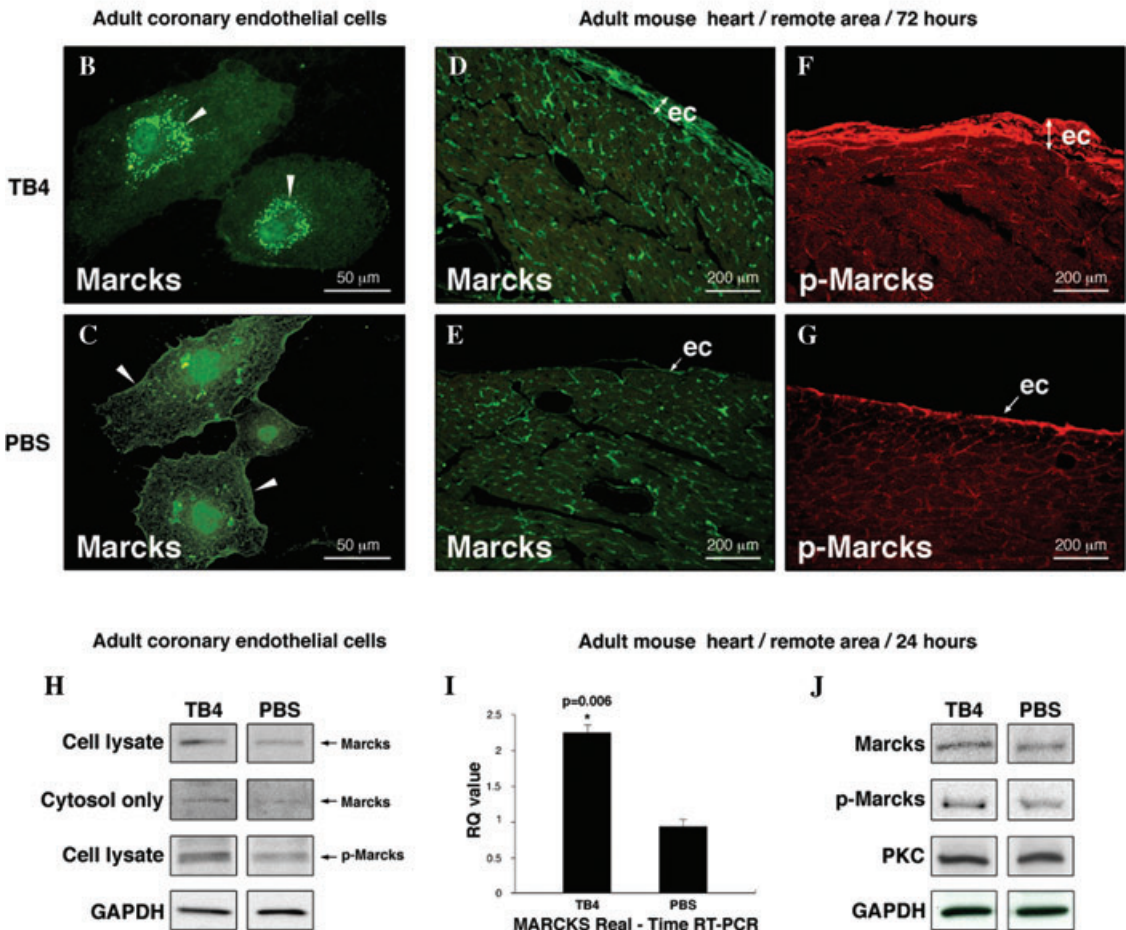 Adult coronary endothelial cells
Adult mouse heart / remote area / 72 hours
TB4
B
Marcks
50 µm
D
ec
Marcks
200 µm
F
ec
p-Marcks
200 µm
PBS
C
Marcks
50 µm
E
ec
Marcks
200 µm
G
ec
p-Marcks
200 µm
Adult coronary endothelial cells
Adult mouse heart / remote area / 24 hours
H
TB4 PBS
Cell lysate ← Marcks
Cytosol only ← Marcks
Cell lysate ← p-Marcks
GAPDH
I
p=0.006
*
RQ value
2.5
2
1.5
1
0.5
0
TB4 PBS
MARCKS Real - Time RT-PCR
J
TB4 PBS
Marcks
p-Marcks
PKC
GAPDH